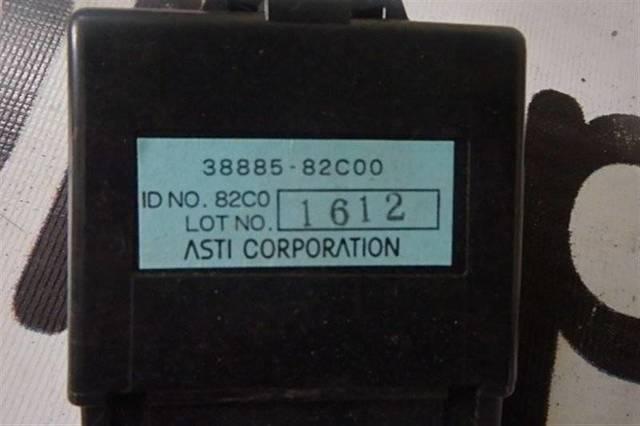 38885-82C00
ID NO. 82C0
LOT NO. 1612
ASTI CORPORATION